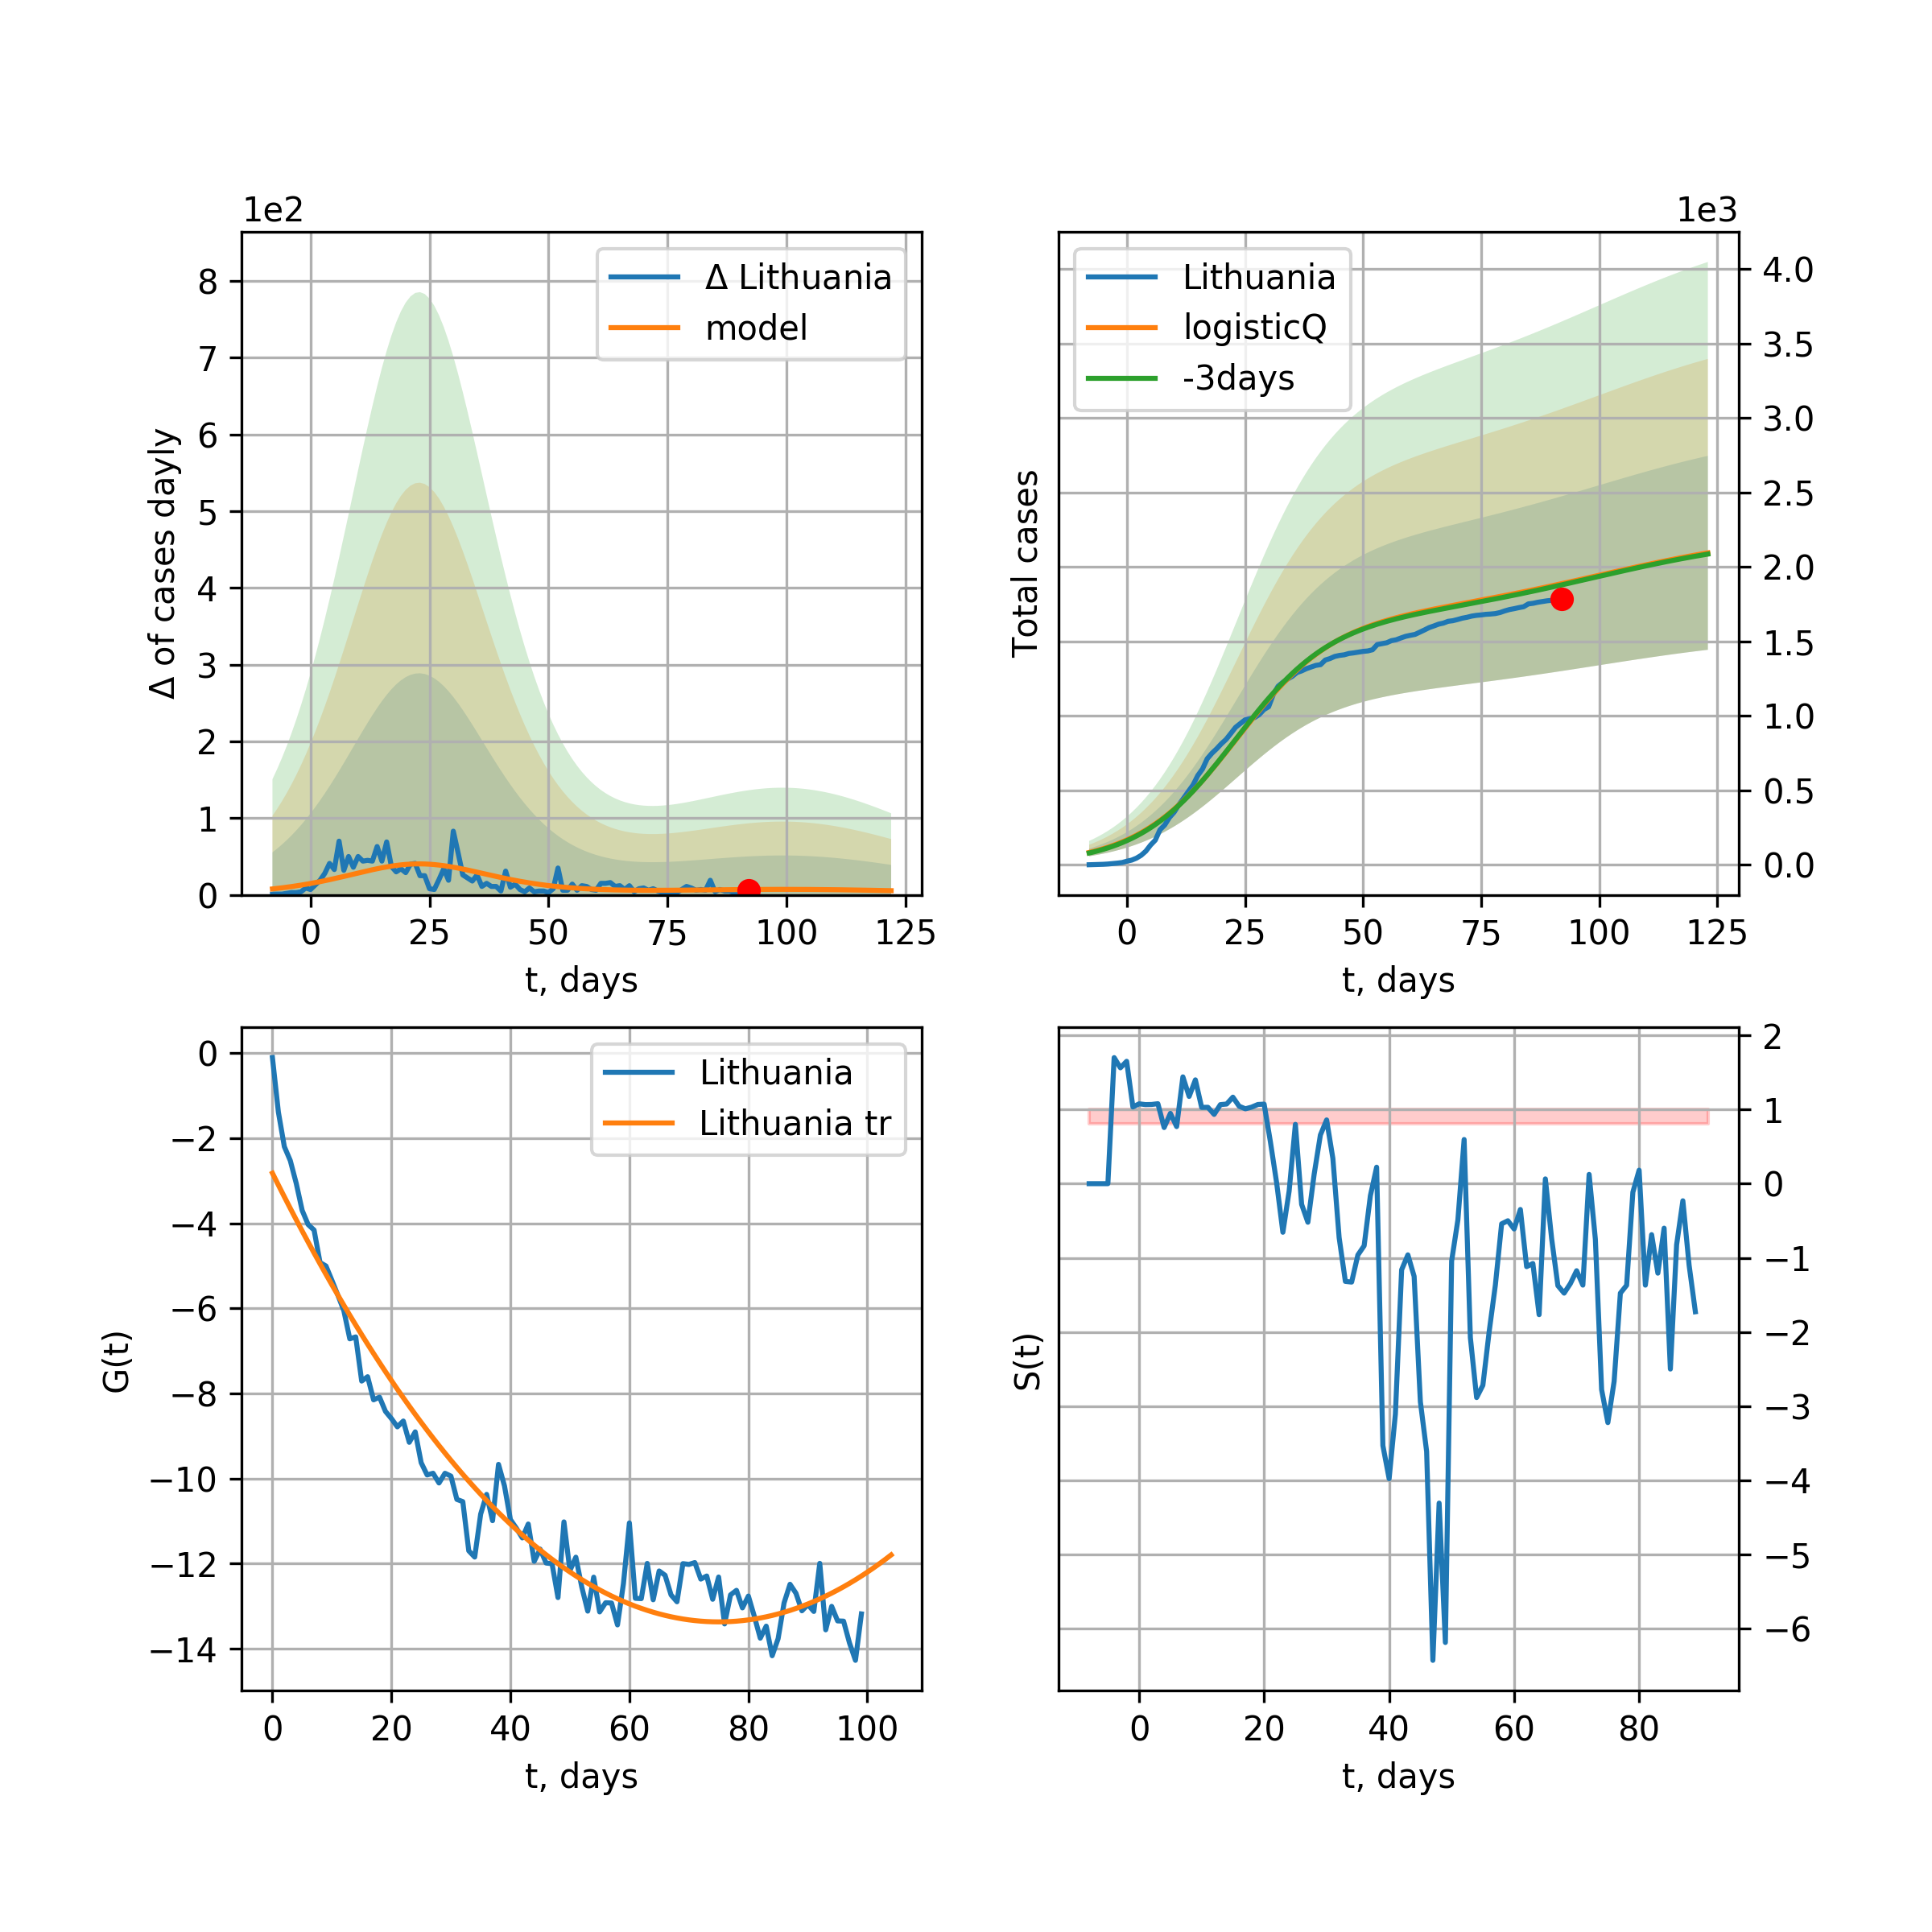 1e2
Δ of cases dayly
8
7
6
5
4
3
2
1
0
Δ Lithuania
model
0 25 50 75 100 125
t, days
1e3
Total cases
Lithuania
logisticQ
-3days
4.0
3.5
3.0
2.5
2.0
1.5
1.0
0.5
0.0
0 25 50 75 100 125
t, days
G(t)
0
−2
−4
−6
−8
−10
−12
−14
Lithuania
Lithuania tr
0 20 40 60 80 100
t, days
S(t)
2
1
0
−1
−2
−3
−4
−5
−6
0 20 40 60 80
t, days